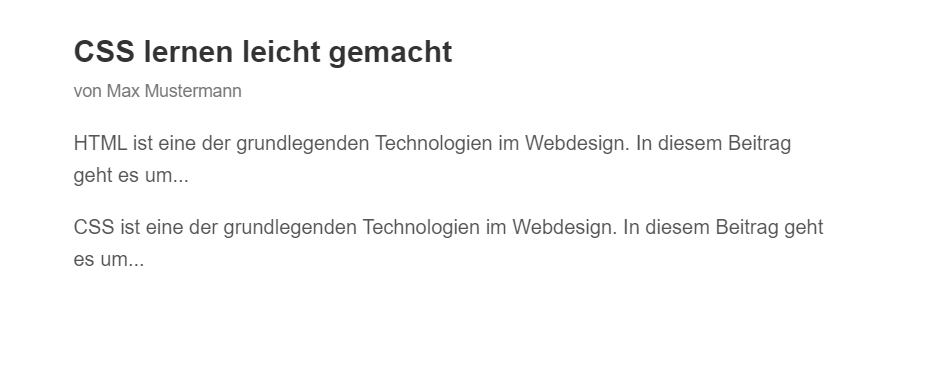 CSS lernen leicht gemacht
von Max Mustermann
HTML ist eine der grundlegenden Technologien im Webdesign. In diesem Beitrag
geht es um...
CSS ist eine der grundlegenden Technologien im Webdesign. In diesem Beitrag geht
es um...